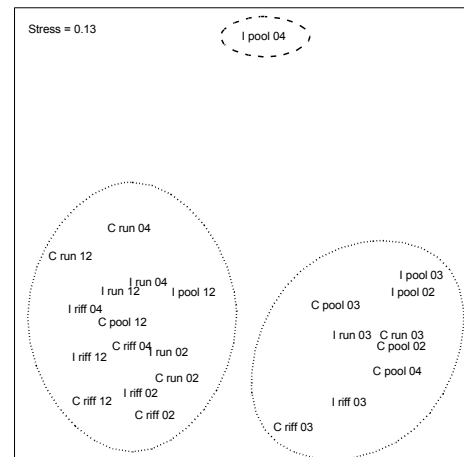 Stress = 0.13
I pool 04
C run 04
C run 12
I pool 03
I run 04
I run 12
I pool 12
I pool 02
C pool 03
I riff 04
C pool 12
I run 03
C run 03
C riff 04
C pool 02
I run 02
I riff 12
C pool 04
C run 02
I riff 02
C riff 12
I riff 03
C riff 02
C riff 03